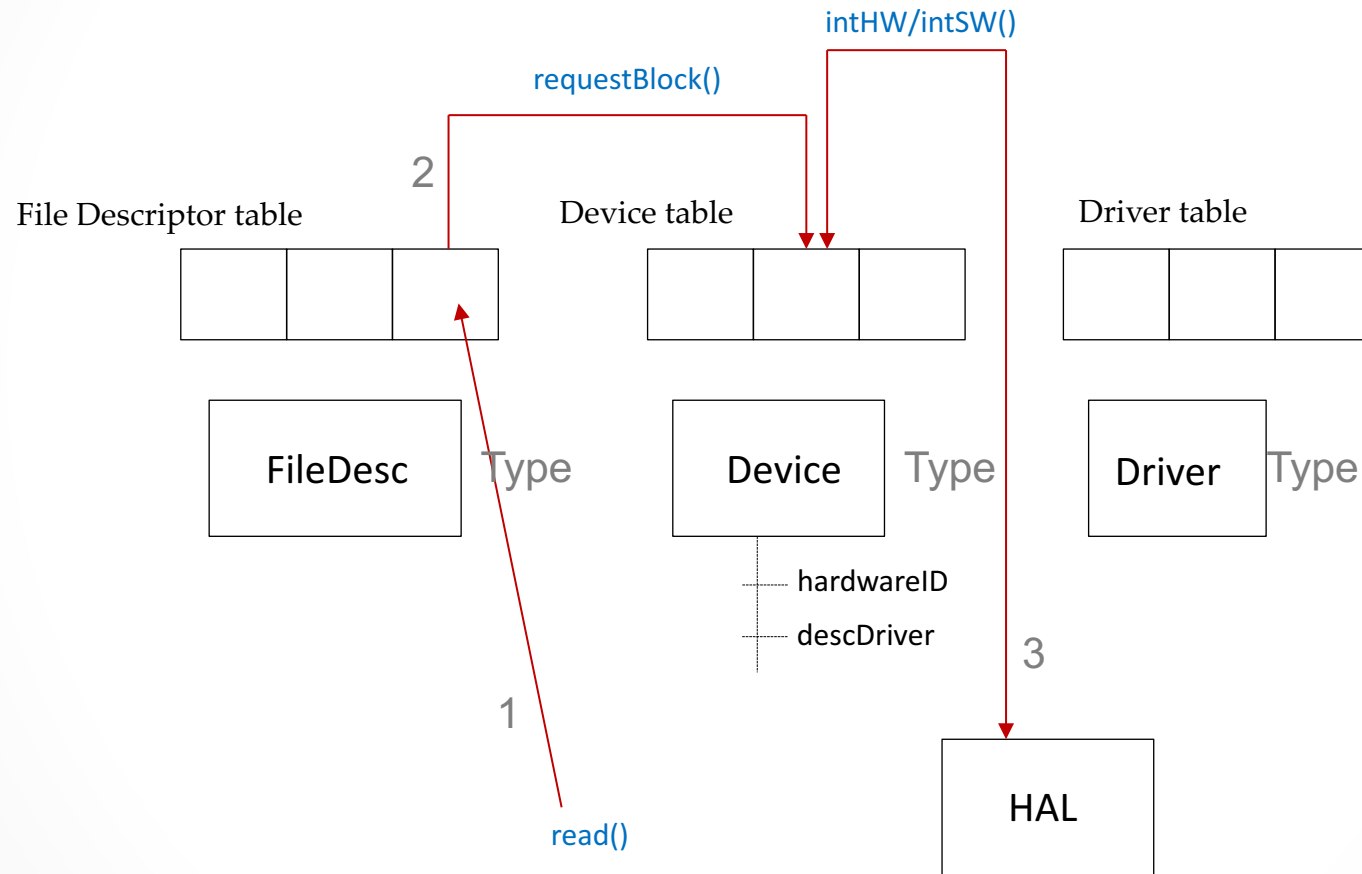 intHW/intSW()
requestBlock()
2
File Descriptor table
Device table
Driver table
FileDesc
Type
Device
Type
Driver
Type
hardwareID
descDriver
3
1
HAL
read()